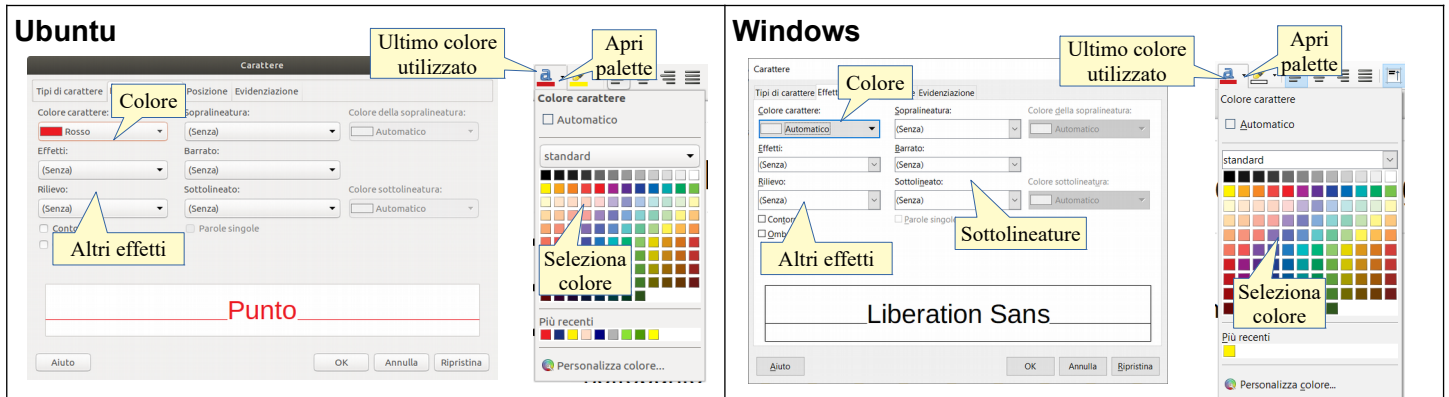 Ubuntu
Ultimo colore
utilizzato
Apri
palette
Carattere
Tipi di carattere
Posizione Evidenziazione
Colore
Colore carattere:
Sopralineatura:
Colore della sopralineatura:
Rosso
(Senza)
Automatico
Effetti:
Barrato:
(Senza)
(Senza)
Rilievo:
Sottolineato:
Colore sottolineatura:
(Senza)
(Senza)
Automatico
Parole singole
Altri effetti
Punto
Aiuto
OK
Annulla
Ripristina
a
Colore carattere
Automatico
standard
Seleziona
colore
Più recenti
Personalizza colore...
Windows
Ultimo colore
utilizzato
Apri
palette
Carattere
Tipi di carattere
Evidenziazione
Colore
Colore carattere:
Sopralineatura:
Colore della sopralineatura:
Automatico
(Senza)
Automatico
Effetti:
Barrato:
(Senza)
(Senza)
Rilievo:
Sottolineato:
Colore sottolineatura:
(Senza)
(Senza)
Automatico
Sottolineature
Altri effetti
Liberation Sans
Aiuto
OK
Annulla
Ripristina
a
Colore carattere
Automatico
standard
Seleziona
colore
Più recenti
Personalizza colore...